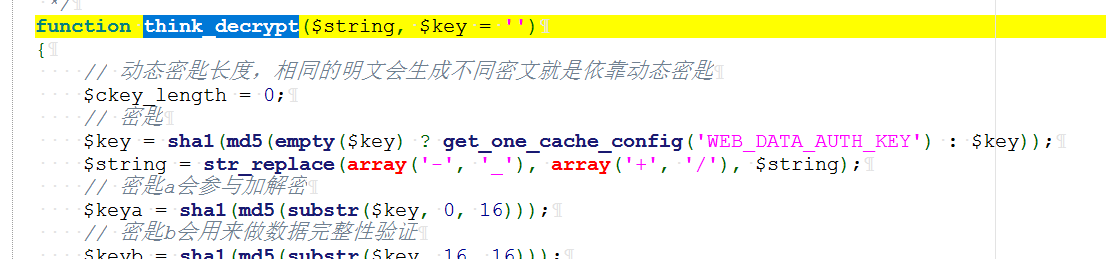 */
function think_decrypt($string, $key = '')
{
// 动态密匙长度，相同的明文会生成不同密文就是依靠动态密匙
$ckey_length = 0;
// 密匙
$key = sha1(md5(empty($key) ? get_one_cache_config('WEB_DATA_AUTH_KEY') : $key));
$string = str_replace(array('-', '_'), array('+', '/'), $string);
// 密匙a会参与加解密
$keya = sha1(md5(substr($key, 0, 16)));
// 密匙b会用来做数据完整性验证
$keyb = sha1(md5(substr($key, 16, 16)));